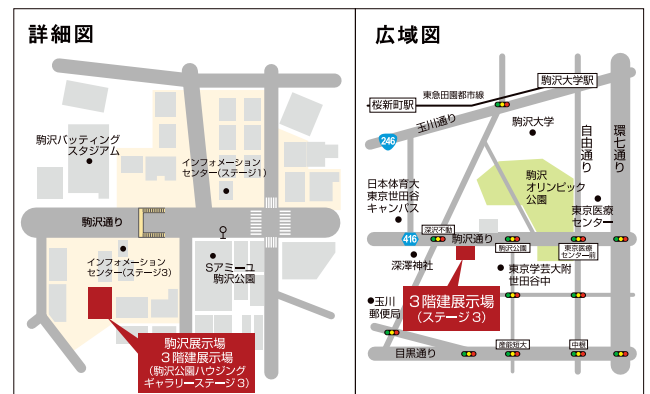 詳細図
駒沢バッティング
スタジアム
インフォメーション
センター(ステージ1)
駒沢通り
インフォメーション
センター(ステージ3)
Sアミーユ
駒沢公園
駒沢展示場
3階建展示場
(駒沢公園ハウジング
ギャラリーステージ3)
広域図
東急田園都市線
駒沢大学駅
桜新町駅
玉川通り
246
駒沢大学
自由通り
環七通り
駒沢
オリンピック
公園
日本体育大
東京世田谷
キャンパス
東京医療
センター
深沢不動
416
駒沢通り
駒沢公園
東京医療
センター前
深澤神社
東京学芸大附
世田谷中
3階建展示場
(ステージ3)
玉川
郵便局
目黒通り
産能短大
中根